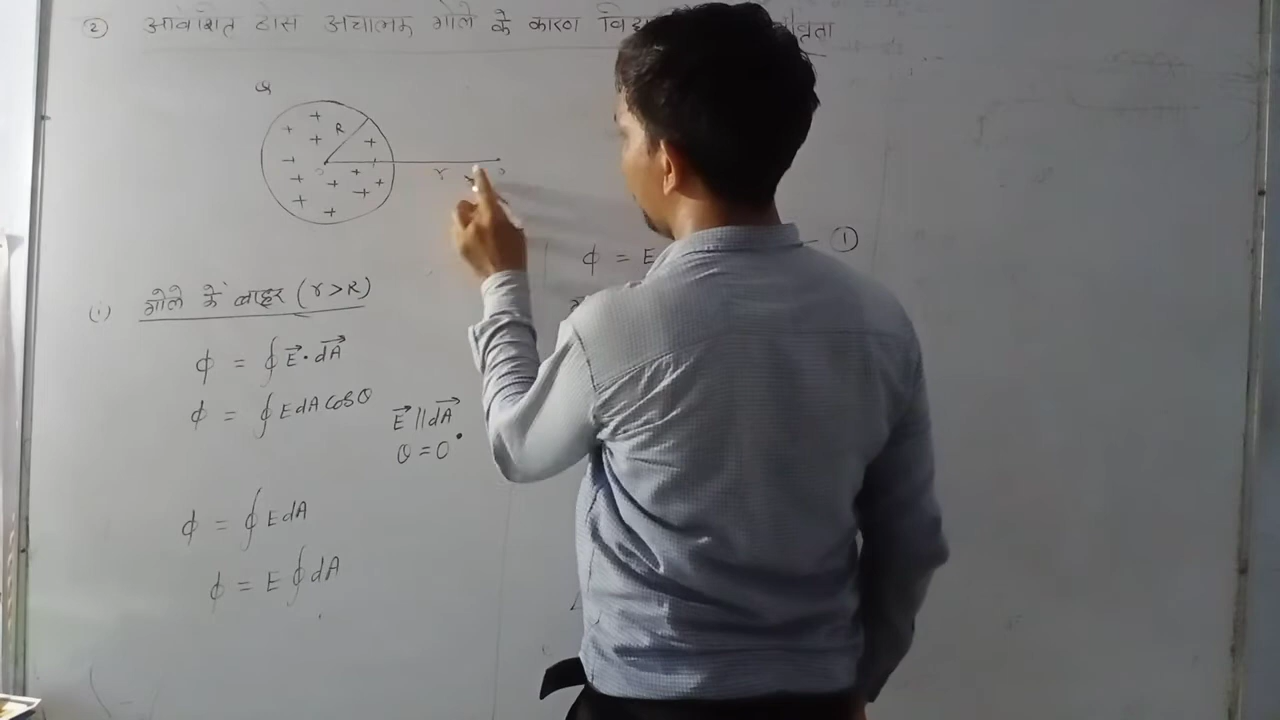 ② आवेशित ठोस अचालक गोले के कारण
Q
R
r
(i) गोले के बाहर (r>R)
ϕ = ∮ E⃗ · dA⃗
ϕ = ∮ E dA cosθ
E⃗ || dA⃗
θ = 0°
ϕ = ∮ E dA
ϕ = E ∮ dA
ϕ = E
①